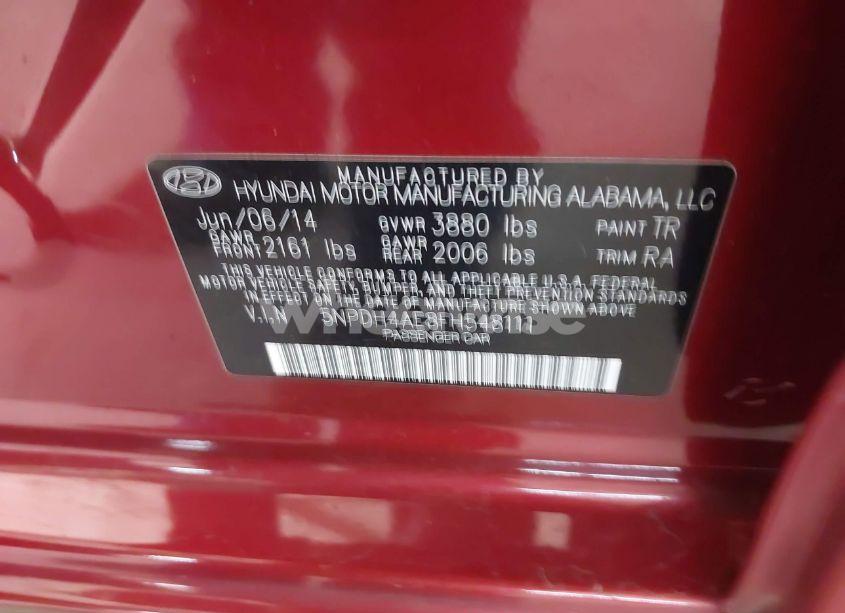 MANUFACTURED BY
HYUNDAI MOTOR MANUFACTURING ALABAMA, LLC
Jun/06/14 GVWR 3880 lbs PAINT TR
GAWR FRONT 2161 lbs GAWR REAR 2006 lbs TRIM RA
THIS VEHICLE CONFORMS TO ALL APPLICABLE U.S.A. FEDERAL
MOTOR VEHICLE SAFETY, BUMPER, AND THEFT PREVENTION STANDARDS
IN EFFECT ON THE DATE OF MANUFACTURE SHOWN ABOVE
V.I.N 5NPDH4AE8FH548111
PASSENGER CAR